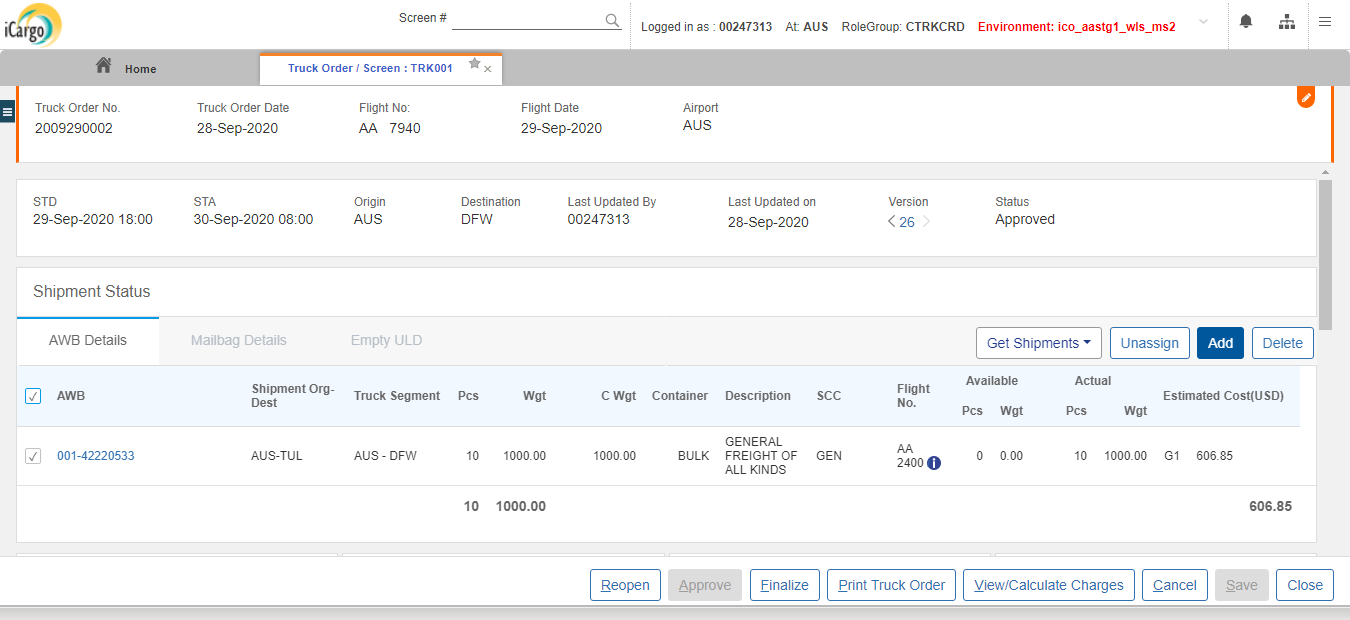 iCargo
Screen #
Logged in as : 00247313 At: AUS RoleGroup: CTRKCRD Environment: ico_aastg1_wls_ms2
Home
Truck Order / Screen : TRK001
Truck Order No. Truck Order Date Flight No: Flight Date Airport
2009290002 28-Sep-2020 AA 7940 29-Sep-2020 AUS
STD STA Origin Destination Last Updated By Last Updated on Version Status
29-Sep-2020 18:00 30-Sep-2020 08:00 AUS DFW 00247313 28-Sep-2020 < 26 > Approved
Shipment Status
AWB Details Mailbag Details Empty ULD Get Shipments Unassign Add Delete
AWB Shipment Org-Dest Truck Segment Pcs Wgt C Wgt Container Description SCC Flight No. Available Pcs Wgt Actual Pcs Wgt Estimated Cost(USD)
001-42220533 AUS-TUL AUS - DFW 10 1000.00 1000.00 BULK GENERAL FREIGHT OF ALL KINDS GEN AA 2400 i 0 0.00 10 1000.00 G1 606.85
10 1000.00 606.85
Reopen Approve Finalize Print Truck Order View/Calculate Charges Cancel Save Close